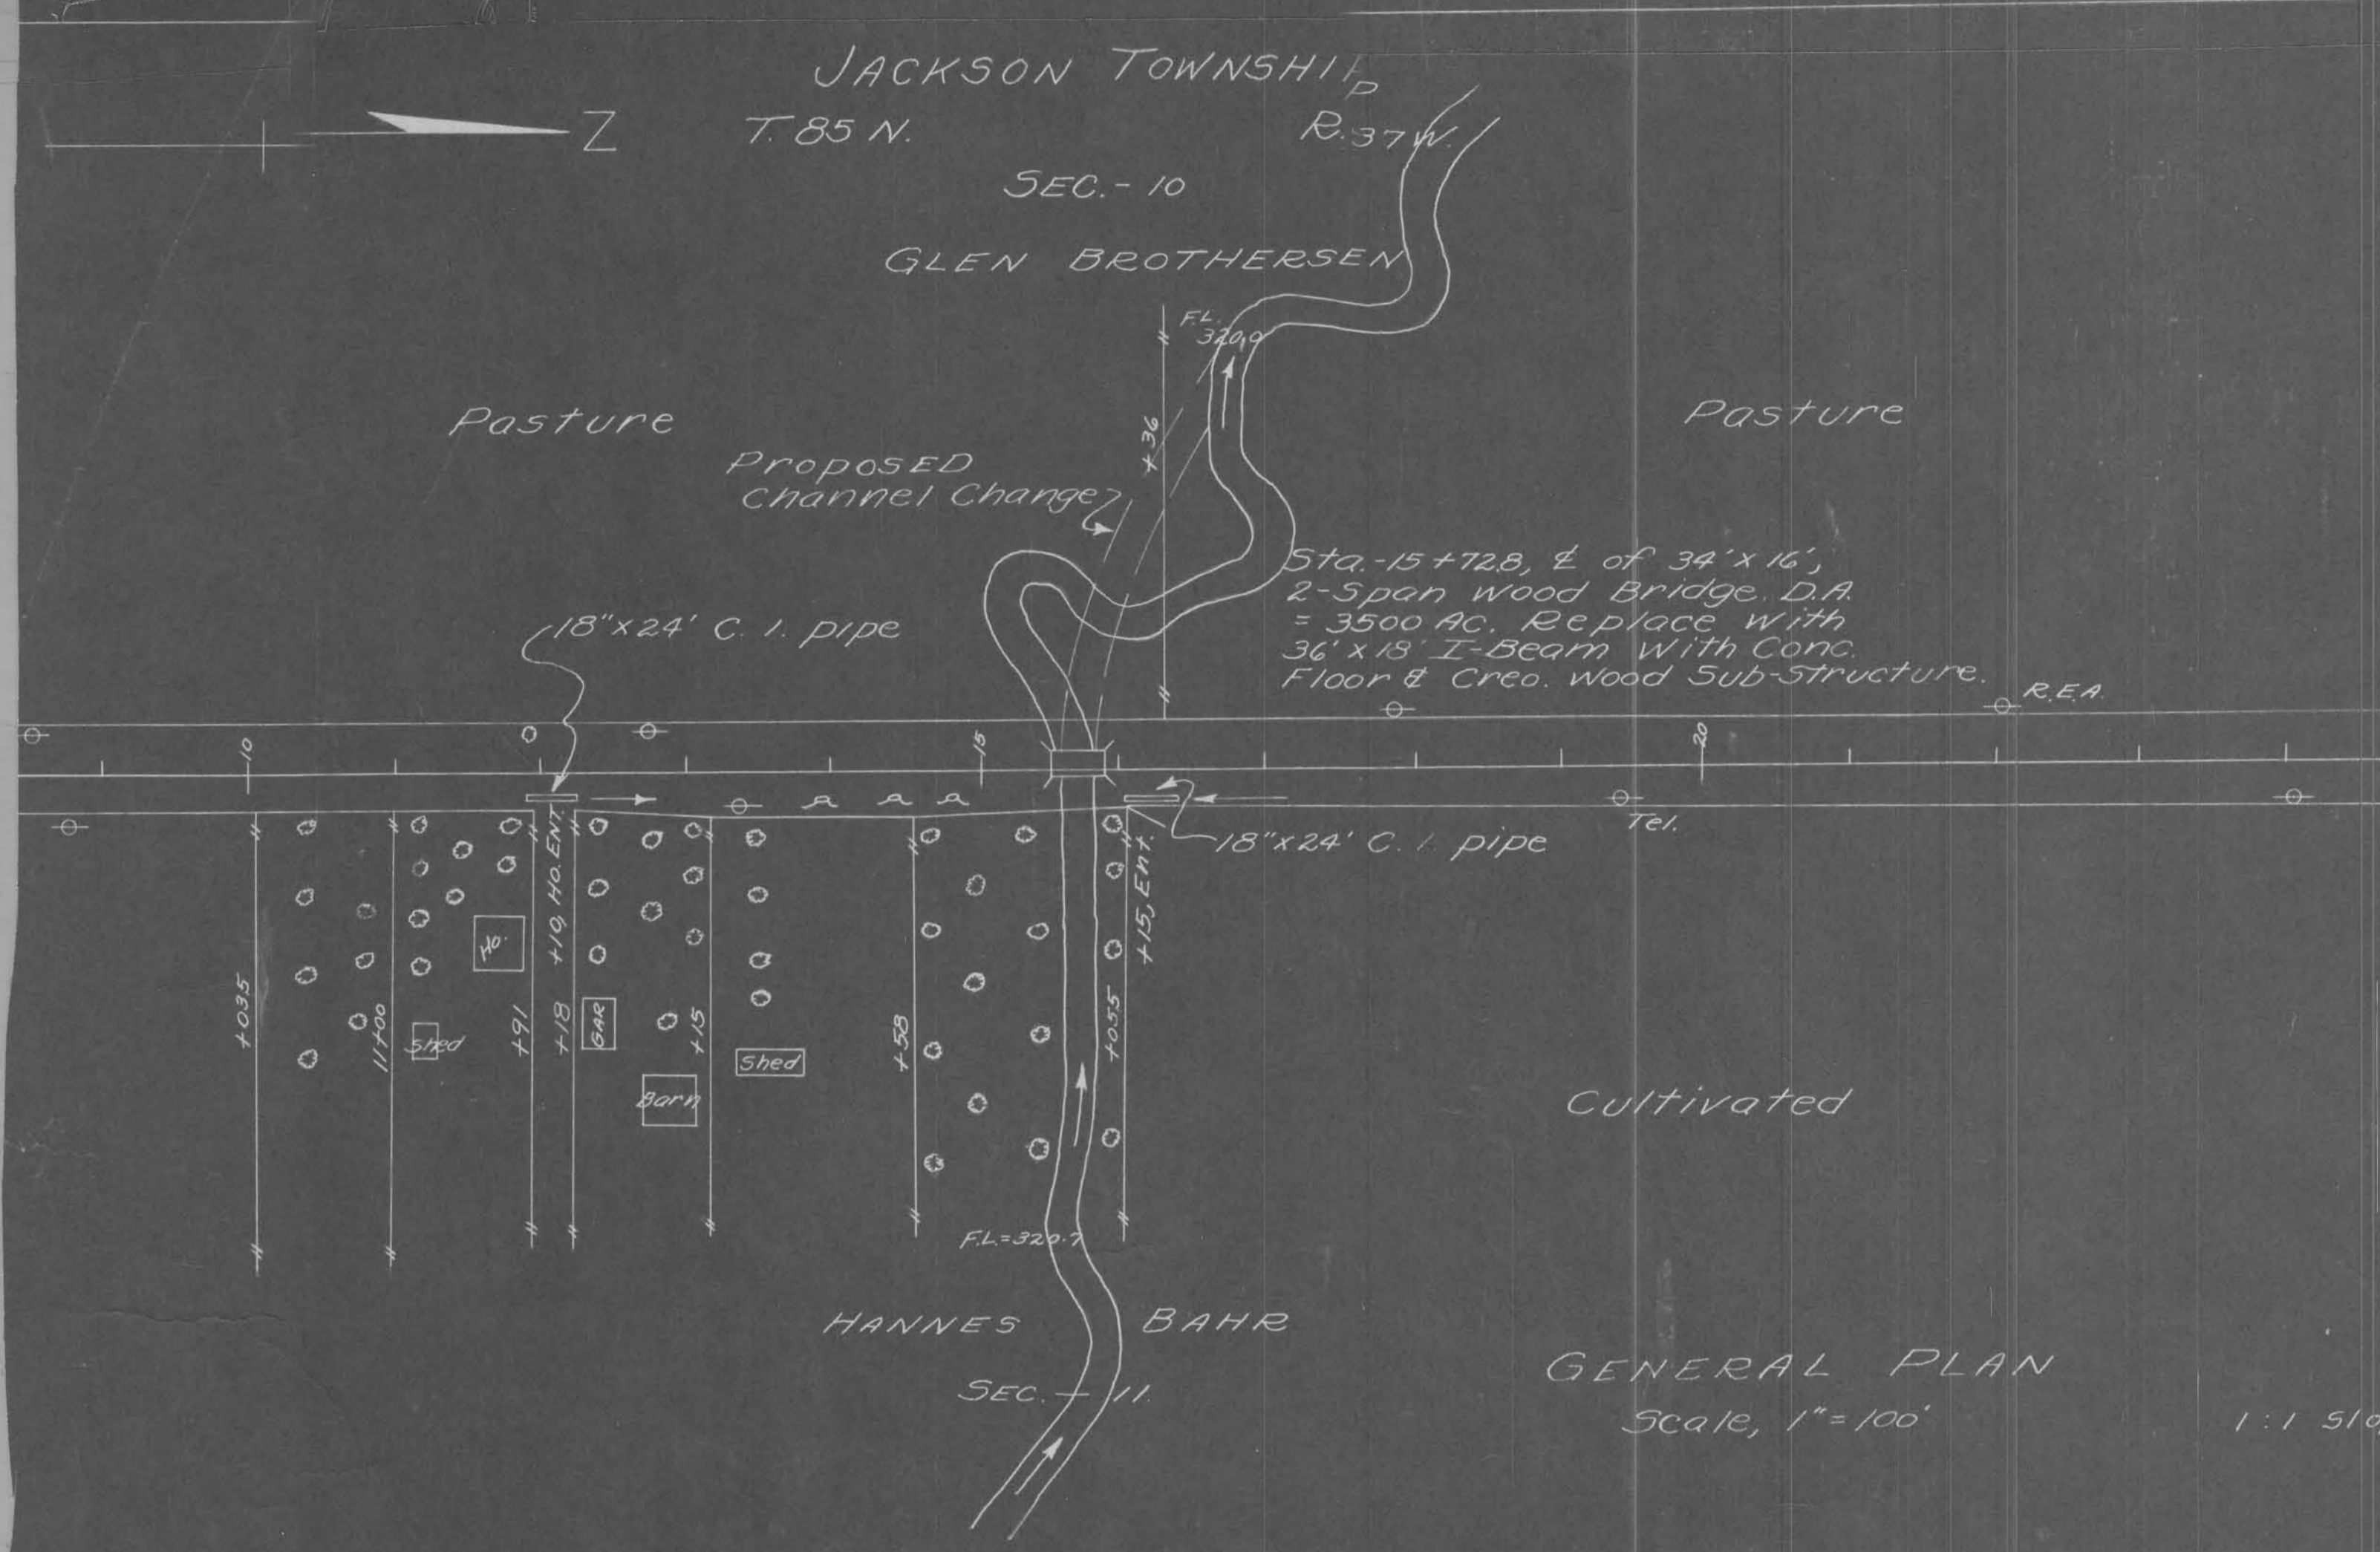 JACKSON TOWNSHIP
Z
T. 85 N.
R. 37 W.
SEC. - 10
GLEN BROTHERSEN
F.L.
320.0
Pasture
Pasture
+36
Proposed
Channel Change
Sta.-15+72.8, ₵ of 34' x 16',
2-Span Wood Bridge. D.A.
= 3500 Ac. Replace With
36' x 18' I-Beam With Conc.
Floor & Creo. Wood Sub-Structure.
18" x 24' C. I. pipe
R.E.A.
10
15
20
Tel.
18" x 24' C. I. pipe
+10, Ho. ENT.
+15, Ent.
Ho.
+035
11+00
Shed
+91
+18
GAR
+15
Barn
Shed
+58
+055
Cultivated
F.L.=320.7
HANNES BAHR
SEC. - 11.
GENERAL PLAN
Scale, 1" = 100'
1:1 Slo